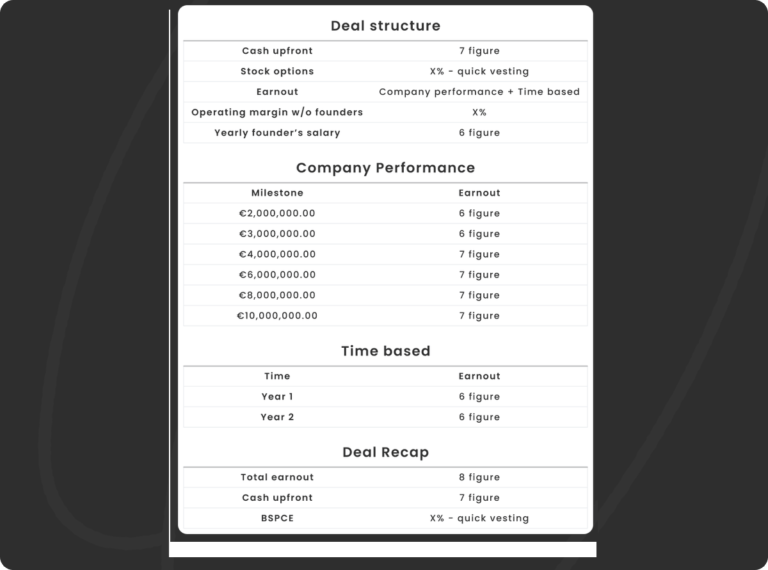 Deal structure
Cash upfront 7 figure
Stock options X% - quick vesting
Earnout Company performance + Time based
Operating margin w/o founders X%
Yearly founder’s salary 6 figure
Company Performance
Milestone Earnout
€2,000,000.00 6 figure
€3,000,000.00 6 figure
€4,000,000.00 7 figure
€6,000,000.00 7 figure
€8,000,000.00 7 figure
€10,000,000.00 7 figure
Time based
Time Earnout
Year 1 6 figure
Year 2 6 figure
Deal Recap
Total earnout 8 figure
Cash upfront 7 figure
BSPCE X% - quick vesting